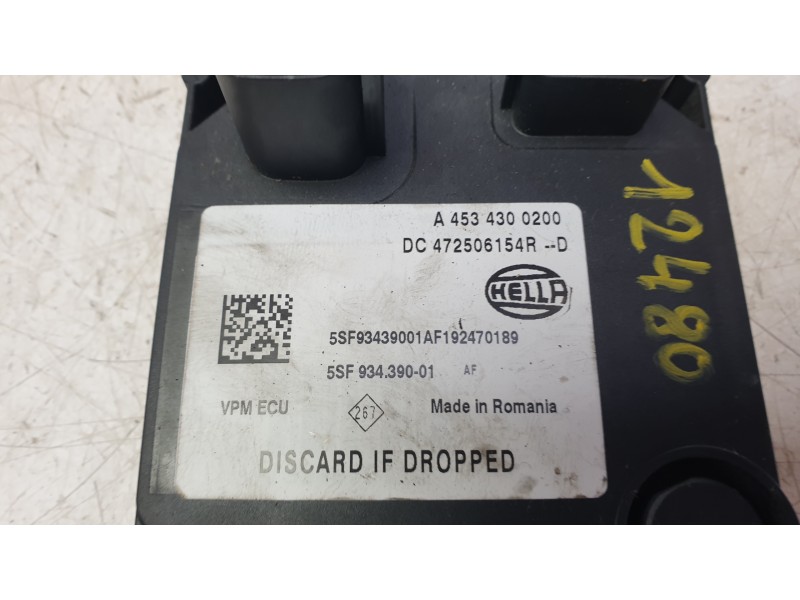 A 453 430 0200
DC 472506154R --D
HELLA
5SF93439001AF192470189
5SF 934.390-01 AF
VPM ECU 267 Made in Romania
DISCARD IF DROPPED
12480